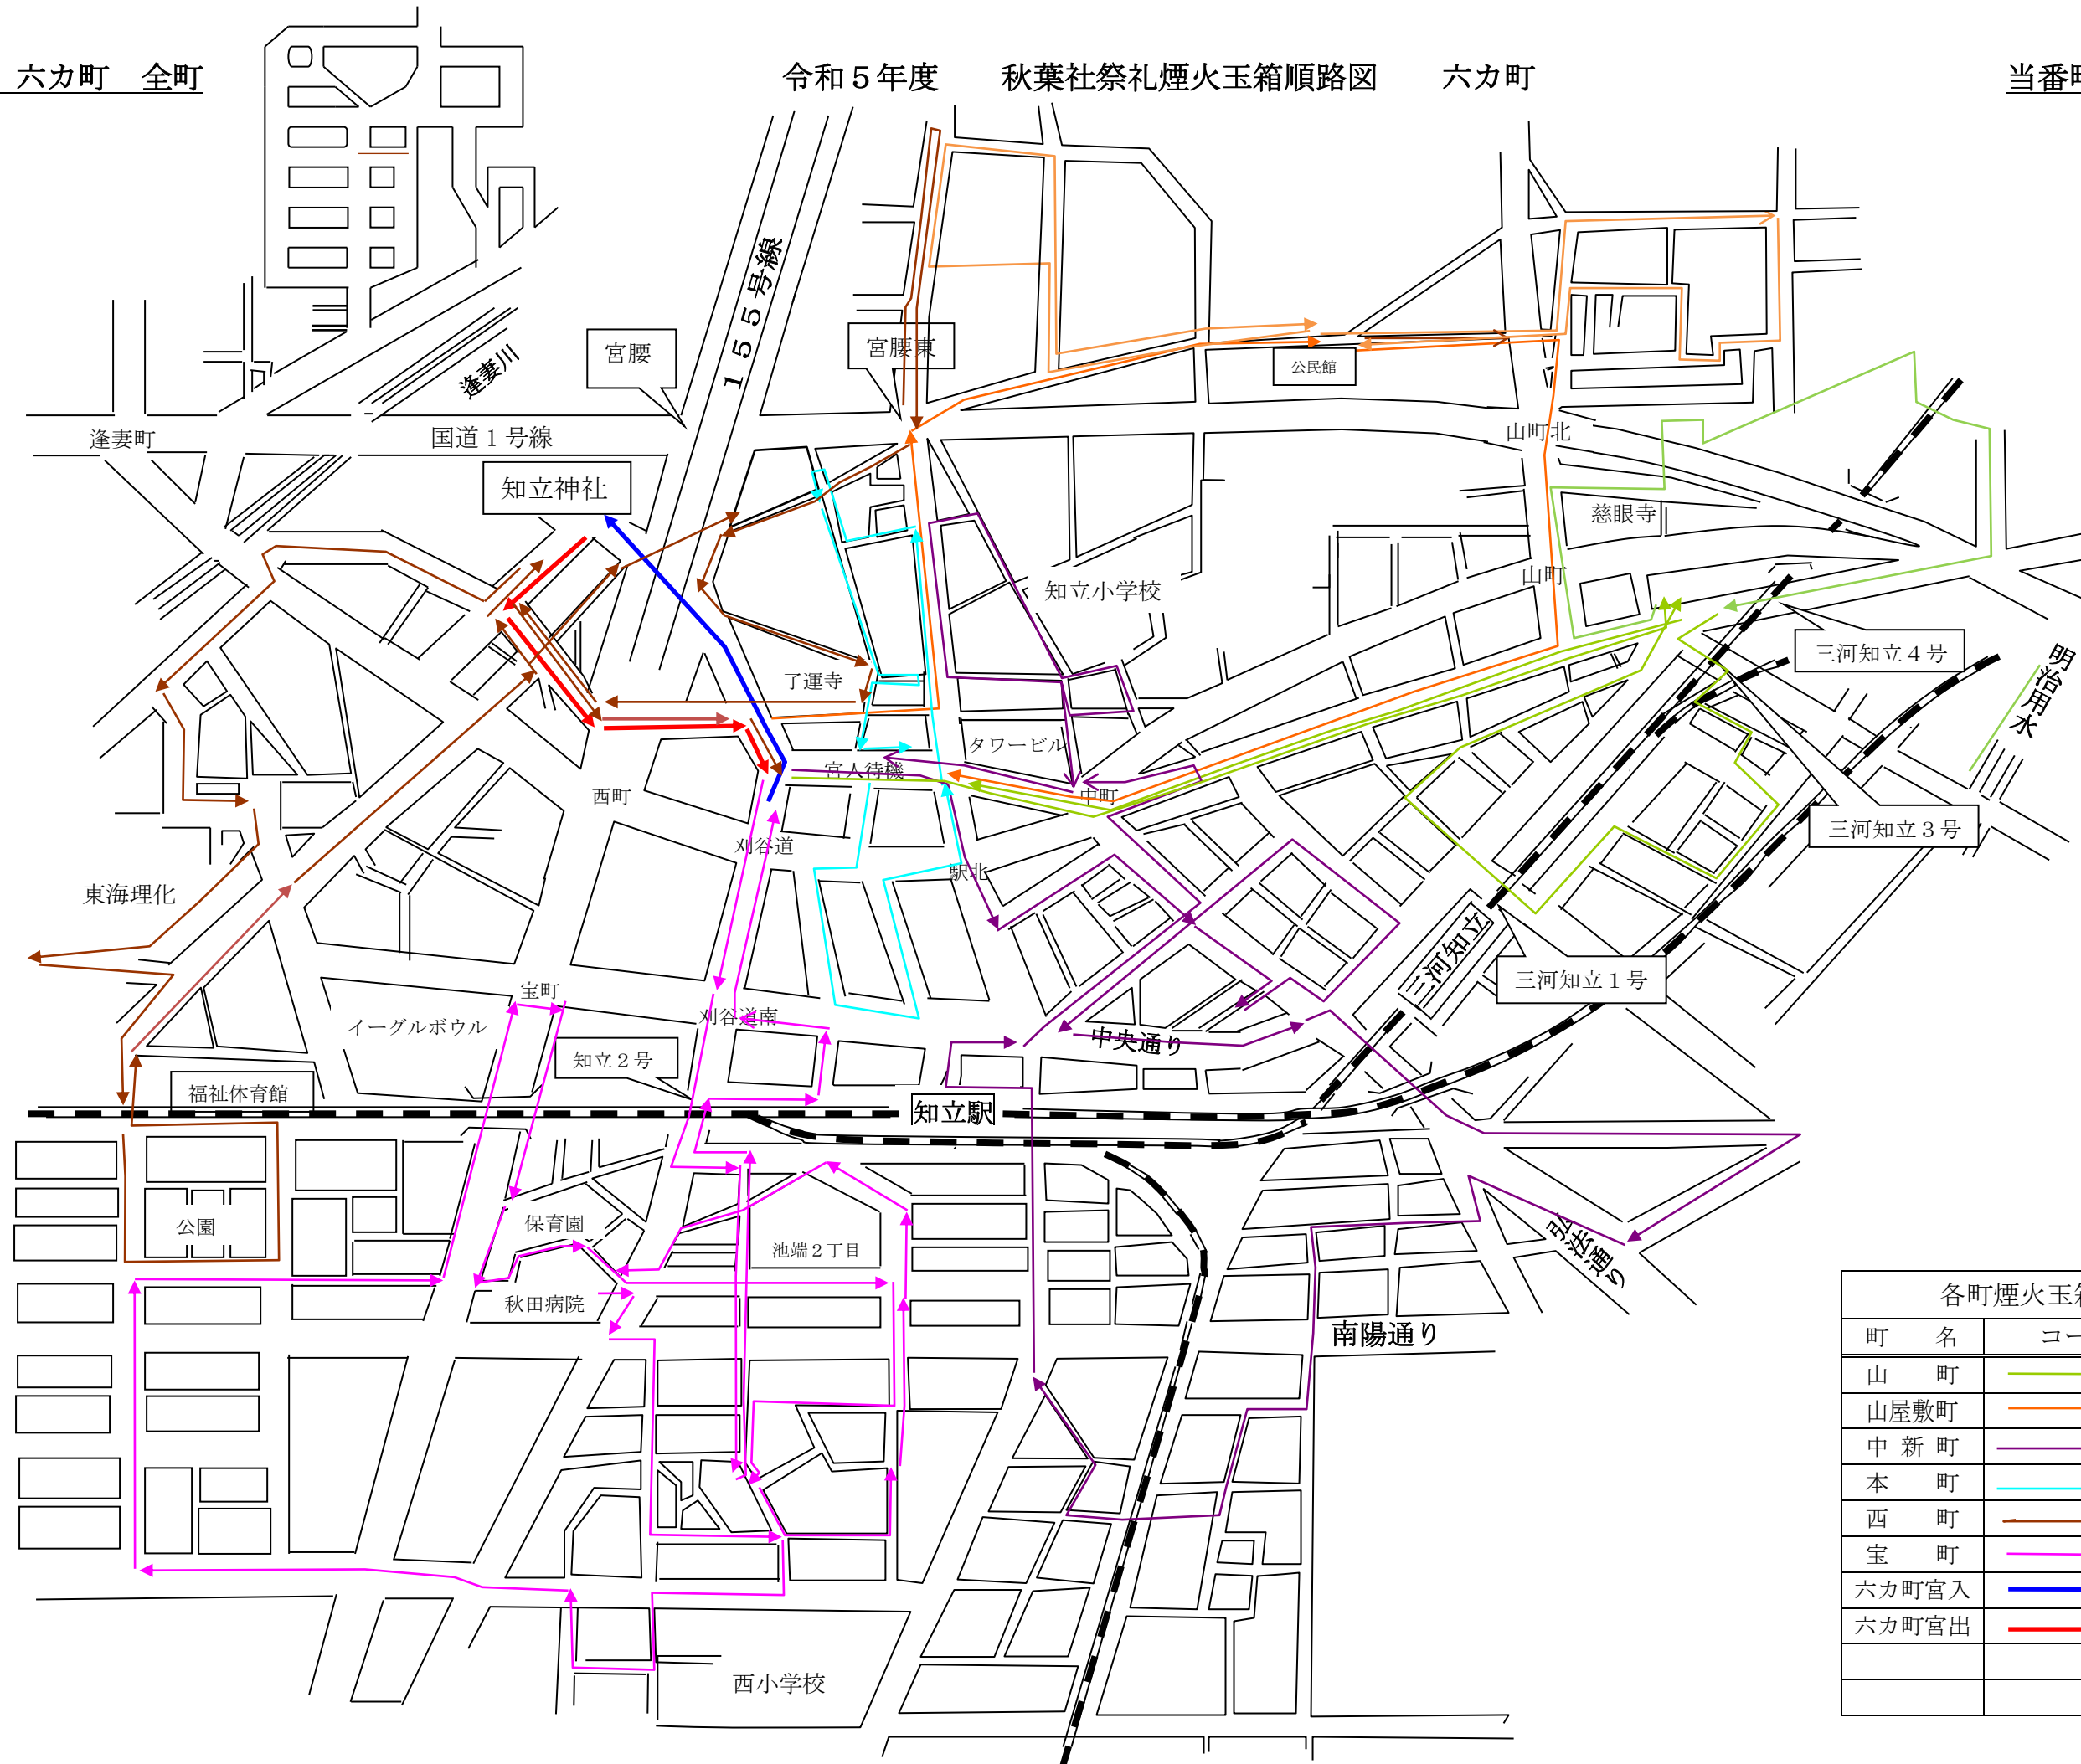 六カ町　全町
令和５年度　　秋葉社祭礼煙火玉箱順路図　　六カ町
当番町
１５５号線
宮腰
宮腰東
公民館
逢妻川
逢妻町
国道１号線
山町北
知立神社
慈眼寺
知立小学校
山町
三河知立４号
明治用水
了運寺
タワービル
宮入待機
西町
中町
三河知立３号
刈谷道
駅北
東海理化
三河知立
三河知立１号
宝町
イーグルボウル
刈谷道南
中央通り
知立２号
福祉体育館
知立駅
公園
保育園
池端２丁目
弘法通り
秋田病院
南陽通り
西小学校
各町煙火玉箱
町　名　コー
山　町
山屋敷町
中 新 町
本　町
西　町
宝　町
六カ町宮入
六カ町宮出